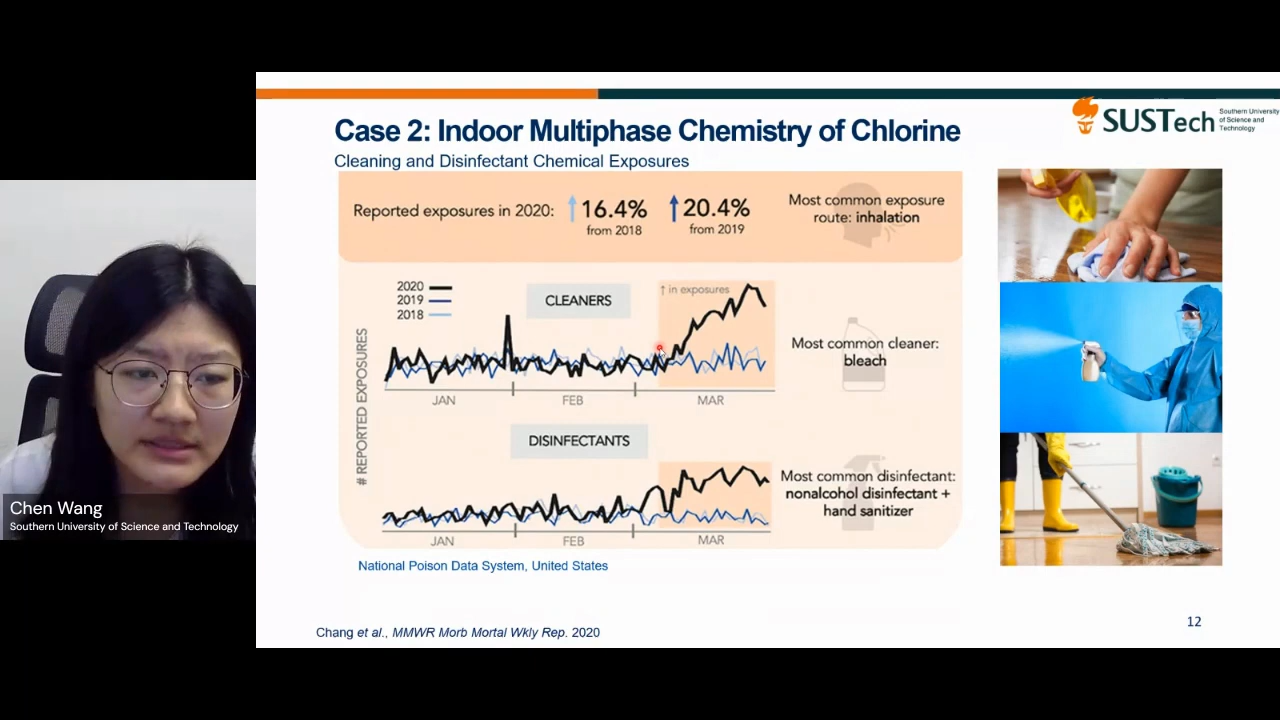 Case 2: Indoor Multiphase Chemistry of Chlorine
SUSTech
Southern University
of Science and
Technology
Cleaning and Disinfectant Chemical Exposures
Reported exposures in 2020:
↑16.4%
from 2018
↑20.4%
from 2019
Most common exposure
route: inhalation
2020
2019
2018
CLEANERS
↑ in exposures
# REPORTED EXPOSURES
JAN
FEB
MAR
Most common cleaner:
bleach
DISINFECTANTS
JAN
FEB
MAR
Most common disinfectant:
nonalcohol disinfectant +
hand sanitizer
National Poison Data System, United States
Chang et al., MMWR Morb Mortal Wkly Rep. 2020
12
Chen Wang
Southern University of Science and Technology